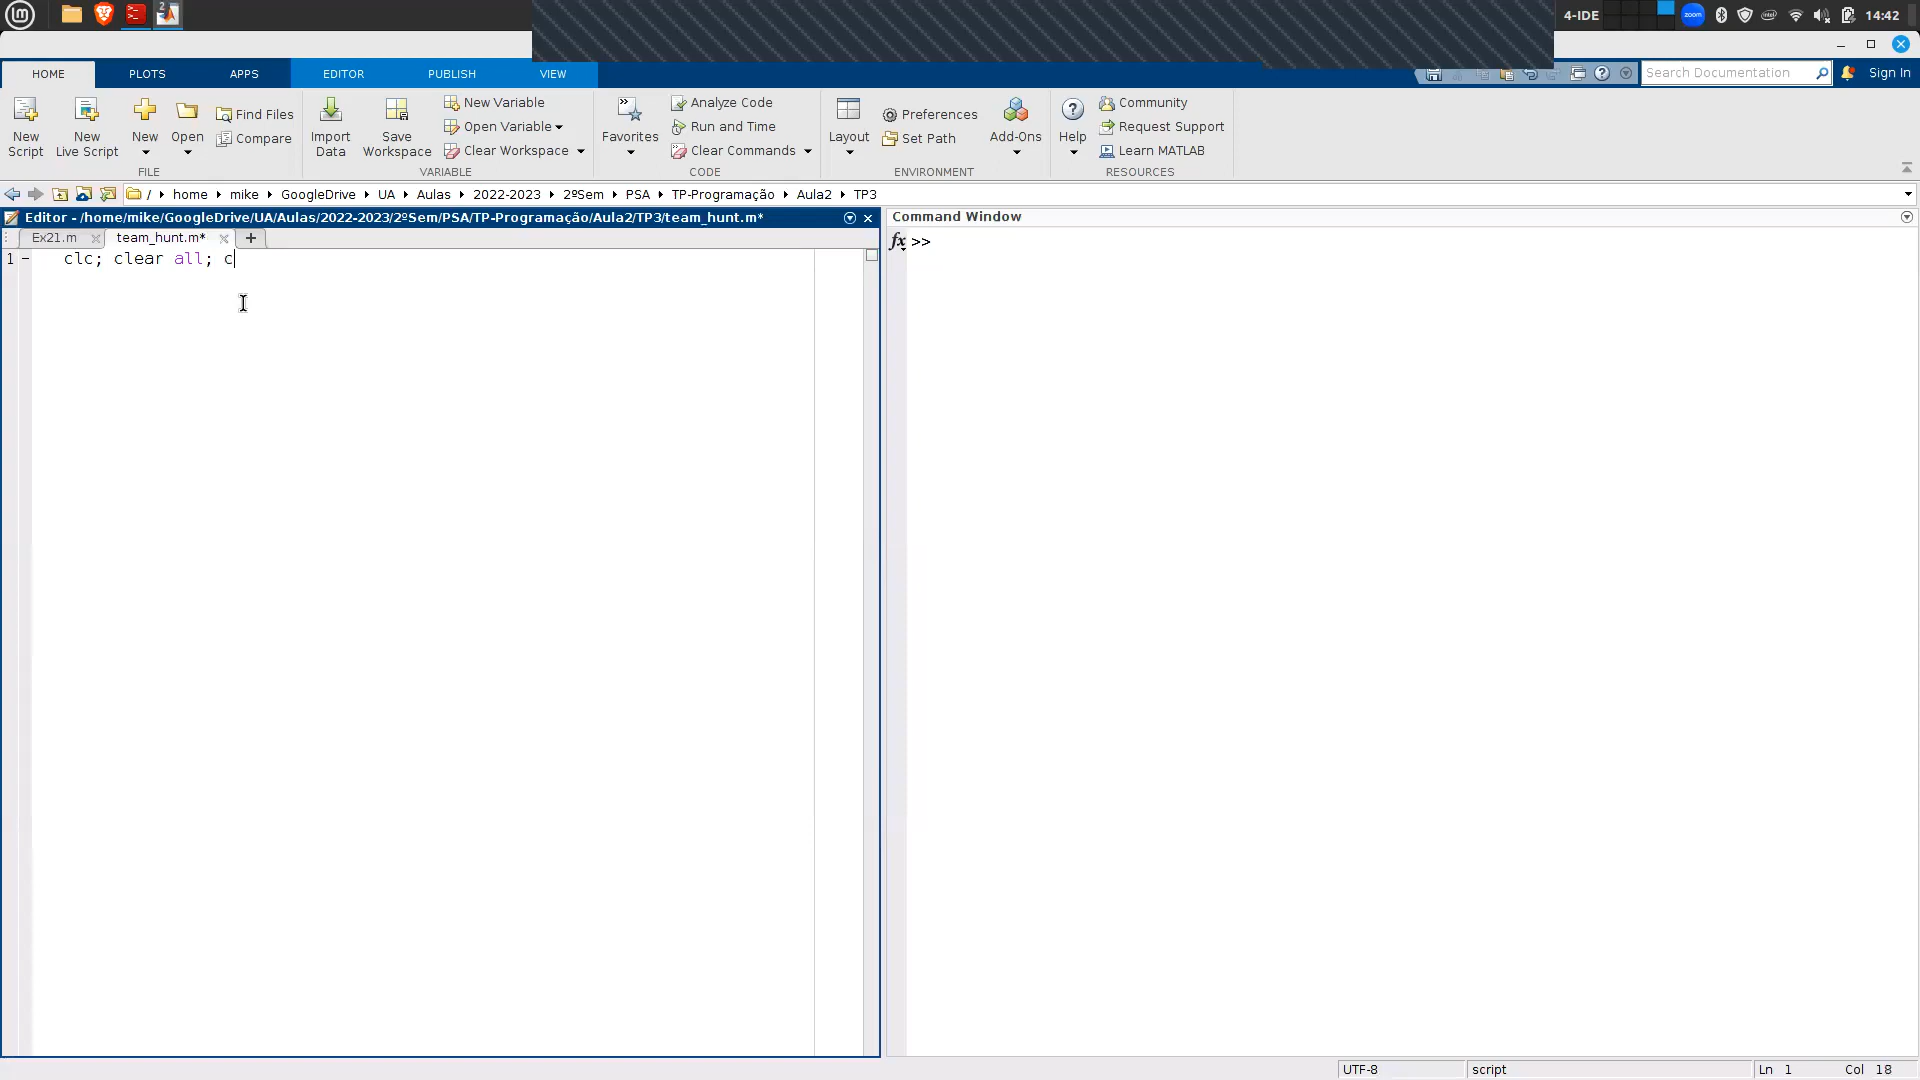 2
4-IDE
zoom
14:42
HOME PLOTS APPS EDITOR PUBLISH VIEW
Search Documentation
Sign In
New Script
New Live Script
New
Open
Find Files
Compare
FILE
Import Data
Save Workspace
New Variable
Open Variable
Clear Workspace
VARIABLE
Favorites
Analyze Code
Run and Time
Clear Commands
CODE
Layout
Preferences
Set Path
Add-Ons
ENVIRONMENT
Help
Community
Request Support
Learn MATLAB
RESOURCES
/ home mike GoogleDrive UA Aulas 2022-2023 2ºSem PSA TP-Programação Aula2 TP3
Editor - /home/mike/GoogleDrive/UA/Aulas/2022-2023/2ºSem/PSA/TP-Programação/Aula2/TP3/team_hunt.m*
Command Window
Ex21.m team_hunt.m* +
fx >>
1 - clc; clear all; c
UTF-8 script Ln 1 Col 18